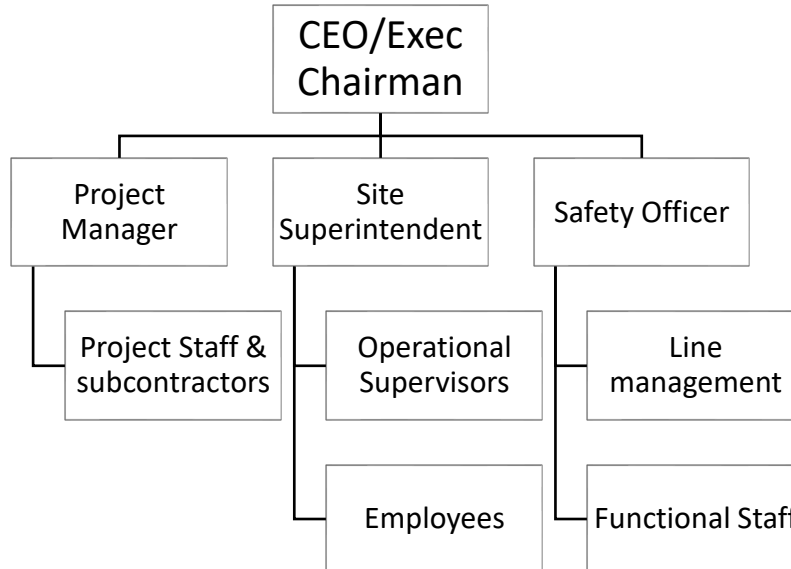 CEO/Exec
Chairman
Project
Manager
Site
Superintendent
Safety Officer
Project Staff &
subcontractors
Operational
Supervisors
Line
management
Employees
Functional Staff